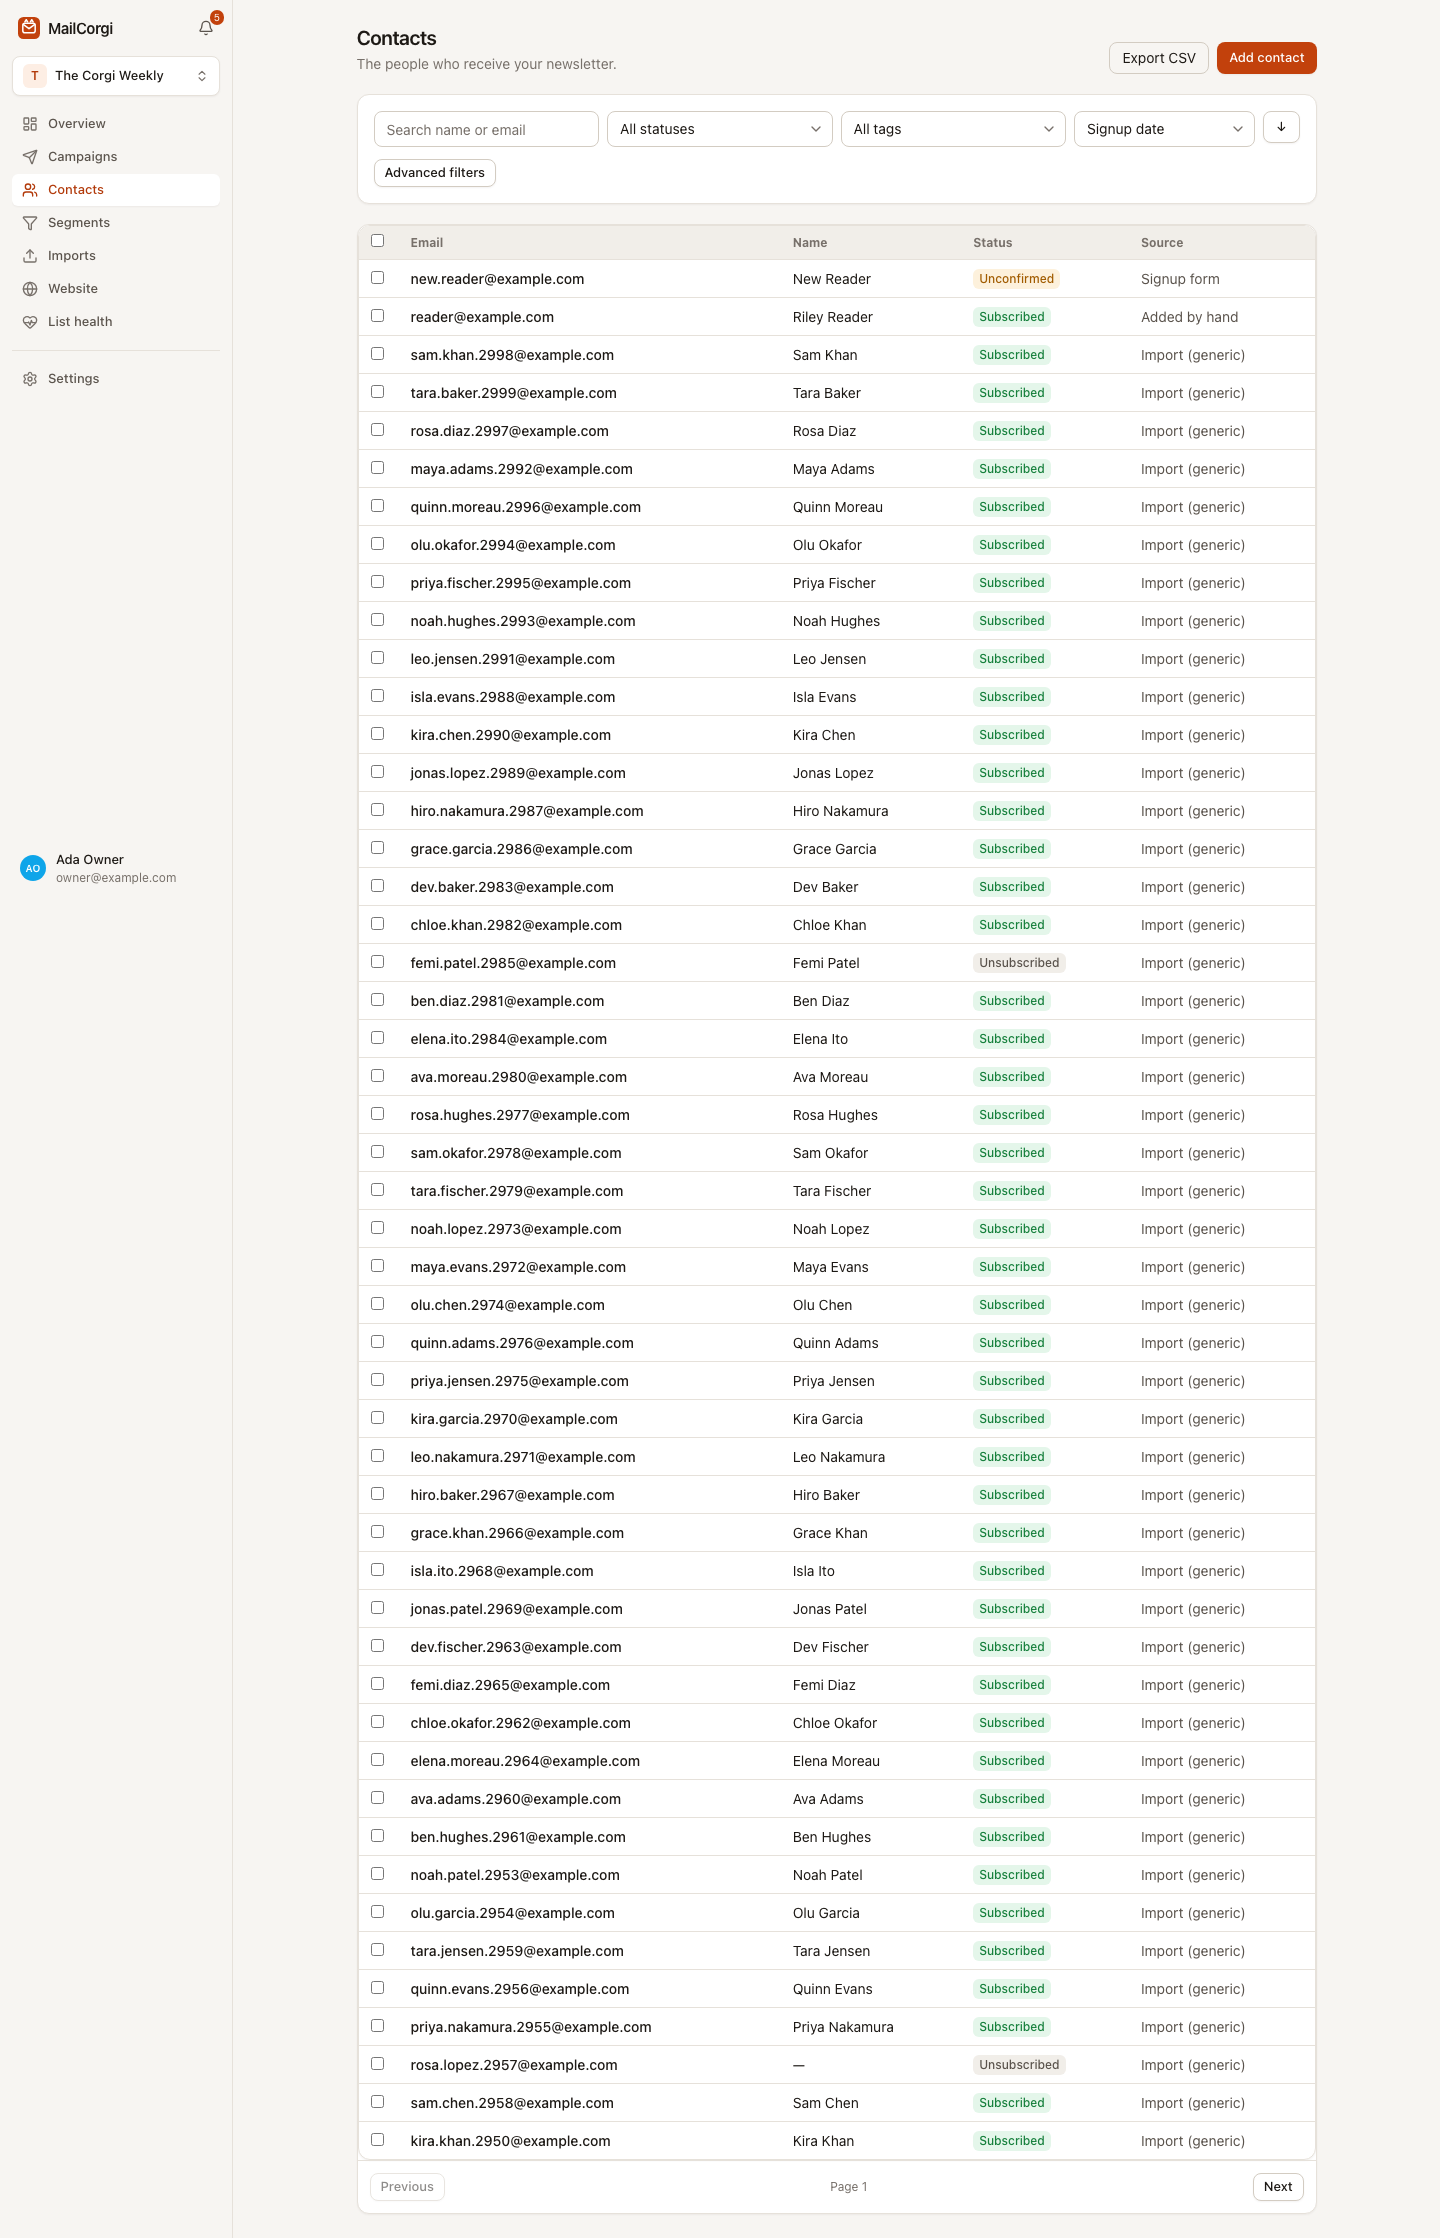 MailCorgi
5
T The Corgi Weekly
Overview
Campaigns
Contacts
Segments
Imports
Website
List health
Settings
AO
Ada Owner
owner@example.com
Contacts
The people who receive your newsletter.
Export CSV
Add contact
Search name or email
All statuses
All tags
Signup date
↓
Advanced filters
Email Name Status Source
new.reader@example.com New Reader Unconfirmed Signup form
reader@example.com Riley Reader Subscribed Added by hand
sam.khan.2998@example.com Sam Khan Subscribed Import (generic)
tara.baker.2999@example.com Tara Baker Subscribed Import (generic)
rosa.diaz.2997@example.com Rosa Diaz Subscribed Import (generic)
maya.adams.2992@example.com Maya Adams Subscribed Import (generic)
quinn.moreau.2996@example.com Quinn Moreau Subscribed Import (generic)
olu.okafor.2994@example.com Olu Okafor Subscribed Import (generic)
priya.fischer.2995@example.com Priya Fischer Subscribed Import (generic)
noah.hughes.2993@example.com Noah Hughes Subscribed Import (generic)
leo.jensen.2991@example.com Leo Jensen Subscribed Import (generic)
isla.evans.2988@example.com Isla Evans Subscribed Import (generic)
kira.chen.2990@example.com Kira Chen Subscribed Import (generic)
jonas.lopez.2989@example.com Jonas Lopez Subscribed Import (generic)
hiro.nakamura.2987@example.com Hiro Nakamura Subscribed Import (generic)
grace.garcia.2986@example.com Grace Garcia Subscribed Import (generic)
dev.baker.2983@example.com Dev Baker Subscribed Import (generic)
chloe.khan.2982@example.com Chloe Khan Subscribed Import (generic)
femi.patel.2985@example.com Femi Patel Unsubscribed Import (generic)
ben.diaz.2981@example.com Ben Diaz Subscribed Import (generic)
elena.ito.2984@example.com Elena Ito Subscribed Import (generic)
ava.moreau.2980@example.com Ava Moreau Subscribed Import (generic)
rosa.hughes.2977@example.com Rosa Hughes Subscribed Import (generic)
sam.okafor.2978@example.com Sam Okafor Subscribed Import (generic)
tara.fischer.2979@example.com Tara Fischer Subscribed Import (generic)
noah.lopez.2973@example.com Noah Lopez Subscribed Import (generic)
maya.evans.2972@example.com Maya Evans Subscribed Import (generic)
olu.chen.2974@example.com Olu Chen Subscribed Import (generic)
quinn.adams.2976@example.com Quinn Adams Subscribed Import (generic)
priya.jensen.2975@example.com Priya Jensen Subscribed Import (generic)
kira.garcia.2970@example.com Kira Garcia Subscribed Import (generic)
leo.nakamura.2971@example.com Leo Nakamura Subscribed Import (generic)
hiro.baker.2967@example.com Hiro Baker Subscribed Import (generic)
grace.khan.2966@example.com Grace Khan Subscribed Import (generic)
isla.ito.2968@example.com Isla Ito Subscribed Import (generic)
jonas.patel.2969@example.com Jonas Patel Subscribed Import (generic)
dev.fischer.2963@example.com Dev Fischer Subscribed Import (generic)
femi.diaz.2965@example.com Femi Diaz Subscribed Import (generic)
chloe.okafor.2962@example.com Chloe Okafor Subscribed Import (generic)
elena.moreau.2964@example.com Elena Moreau Subscribed Import (generic)
ava.adams.2960@example.com Ava Adams Subscribed Import (generic)
ben.hughes.2961@example.com Ben Hughes Subscribed Import (generic)
noah.patel.2953@example.com Noah Patel Subscribed Import (generic)
olu.garcia.2954@example.com Olu Garcia Subscribed Import (generic)
tara.jensen.2959@example.com Tara Jensen Subscribed Import (generic)
quinn.evans.2956@example.com Quinn Evans Subscribed Import (generic)
priya.nakamura.2955@example.com Priya Nakamura Subscribed Import (generic)
rosa.lopez.2957@example.com — Unsubscribed Import (generic)
sam.chen.2958@example.com Sam Chen Subscribed Import (generic)
kira.khan.2950@example.com Kira Khan Subscribed Import (generic)
Previous Page 1 Next